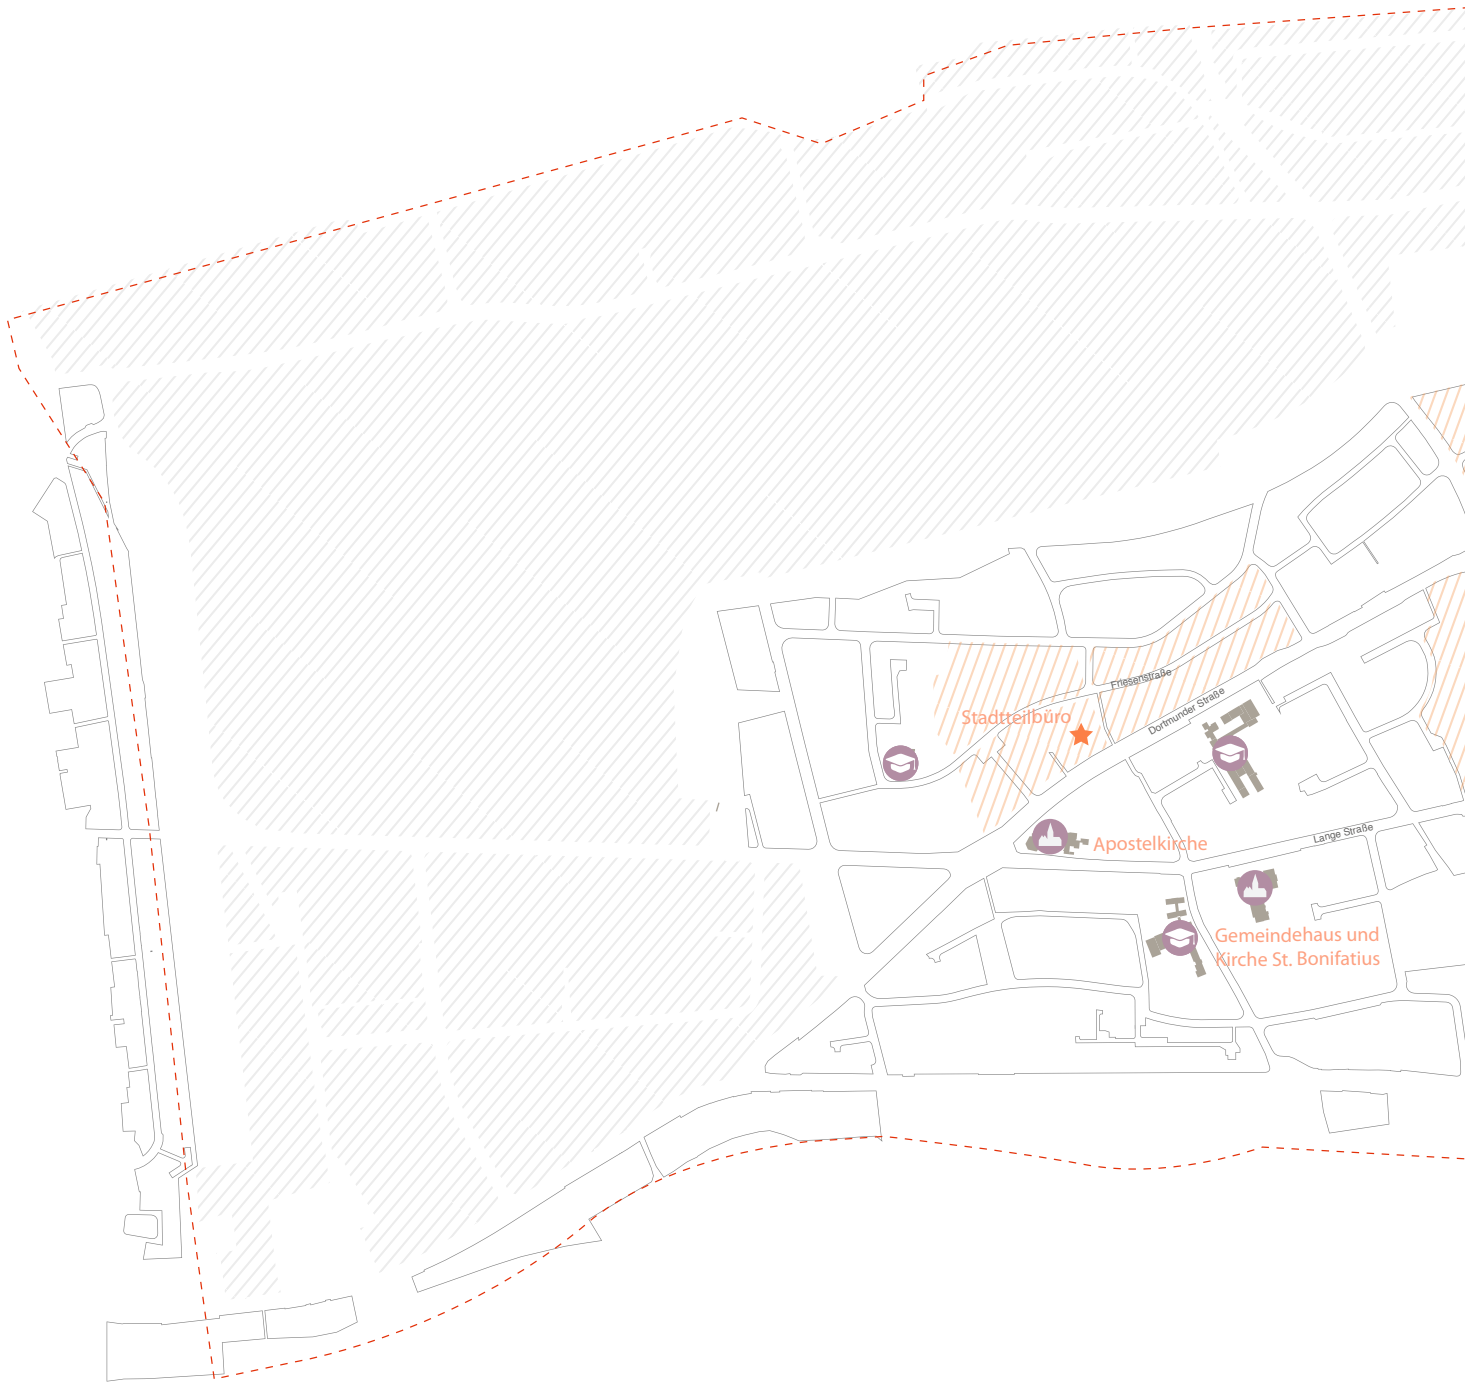 Friesenstraße
Dortmunder Straße
Stadtteilbüro
Lange Straße
Apostelkirche
Gemeindehaus und
Kirche St. Bonifatius